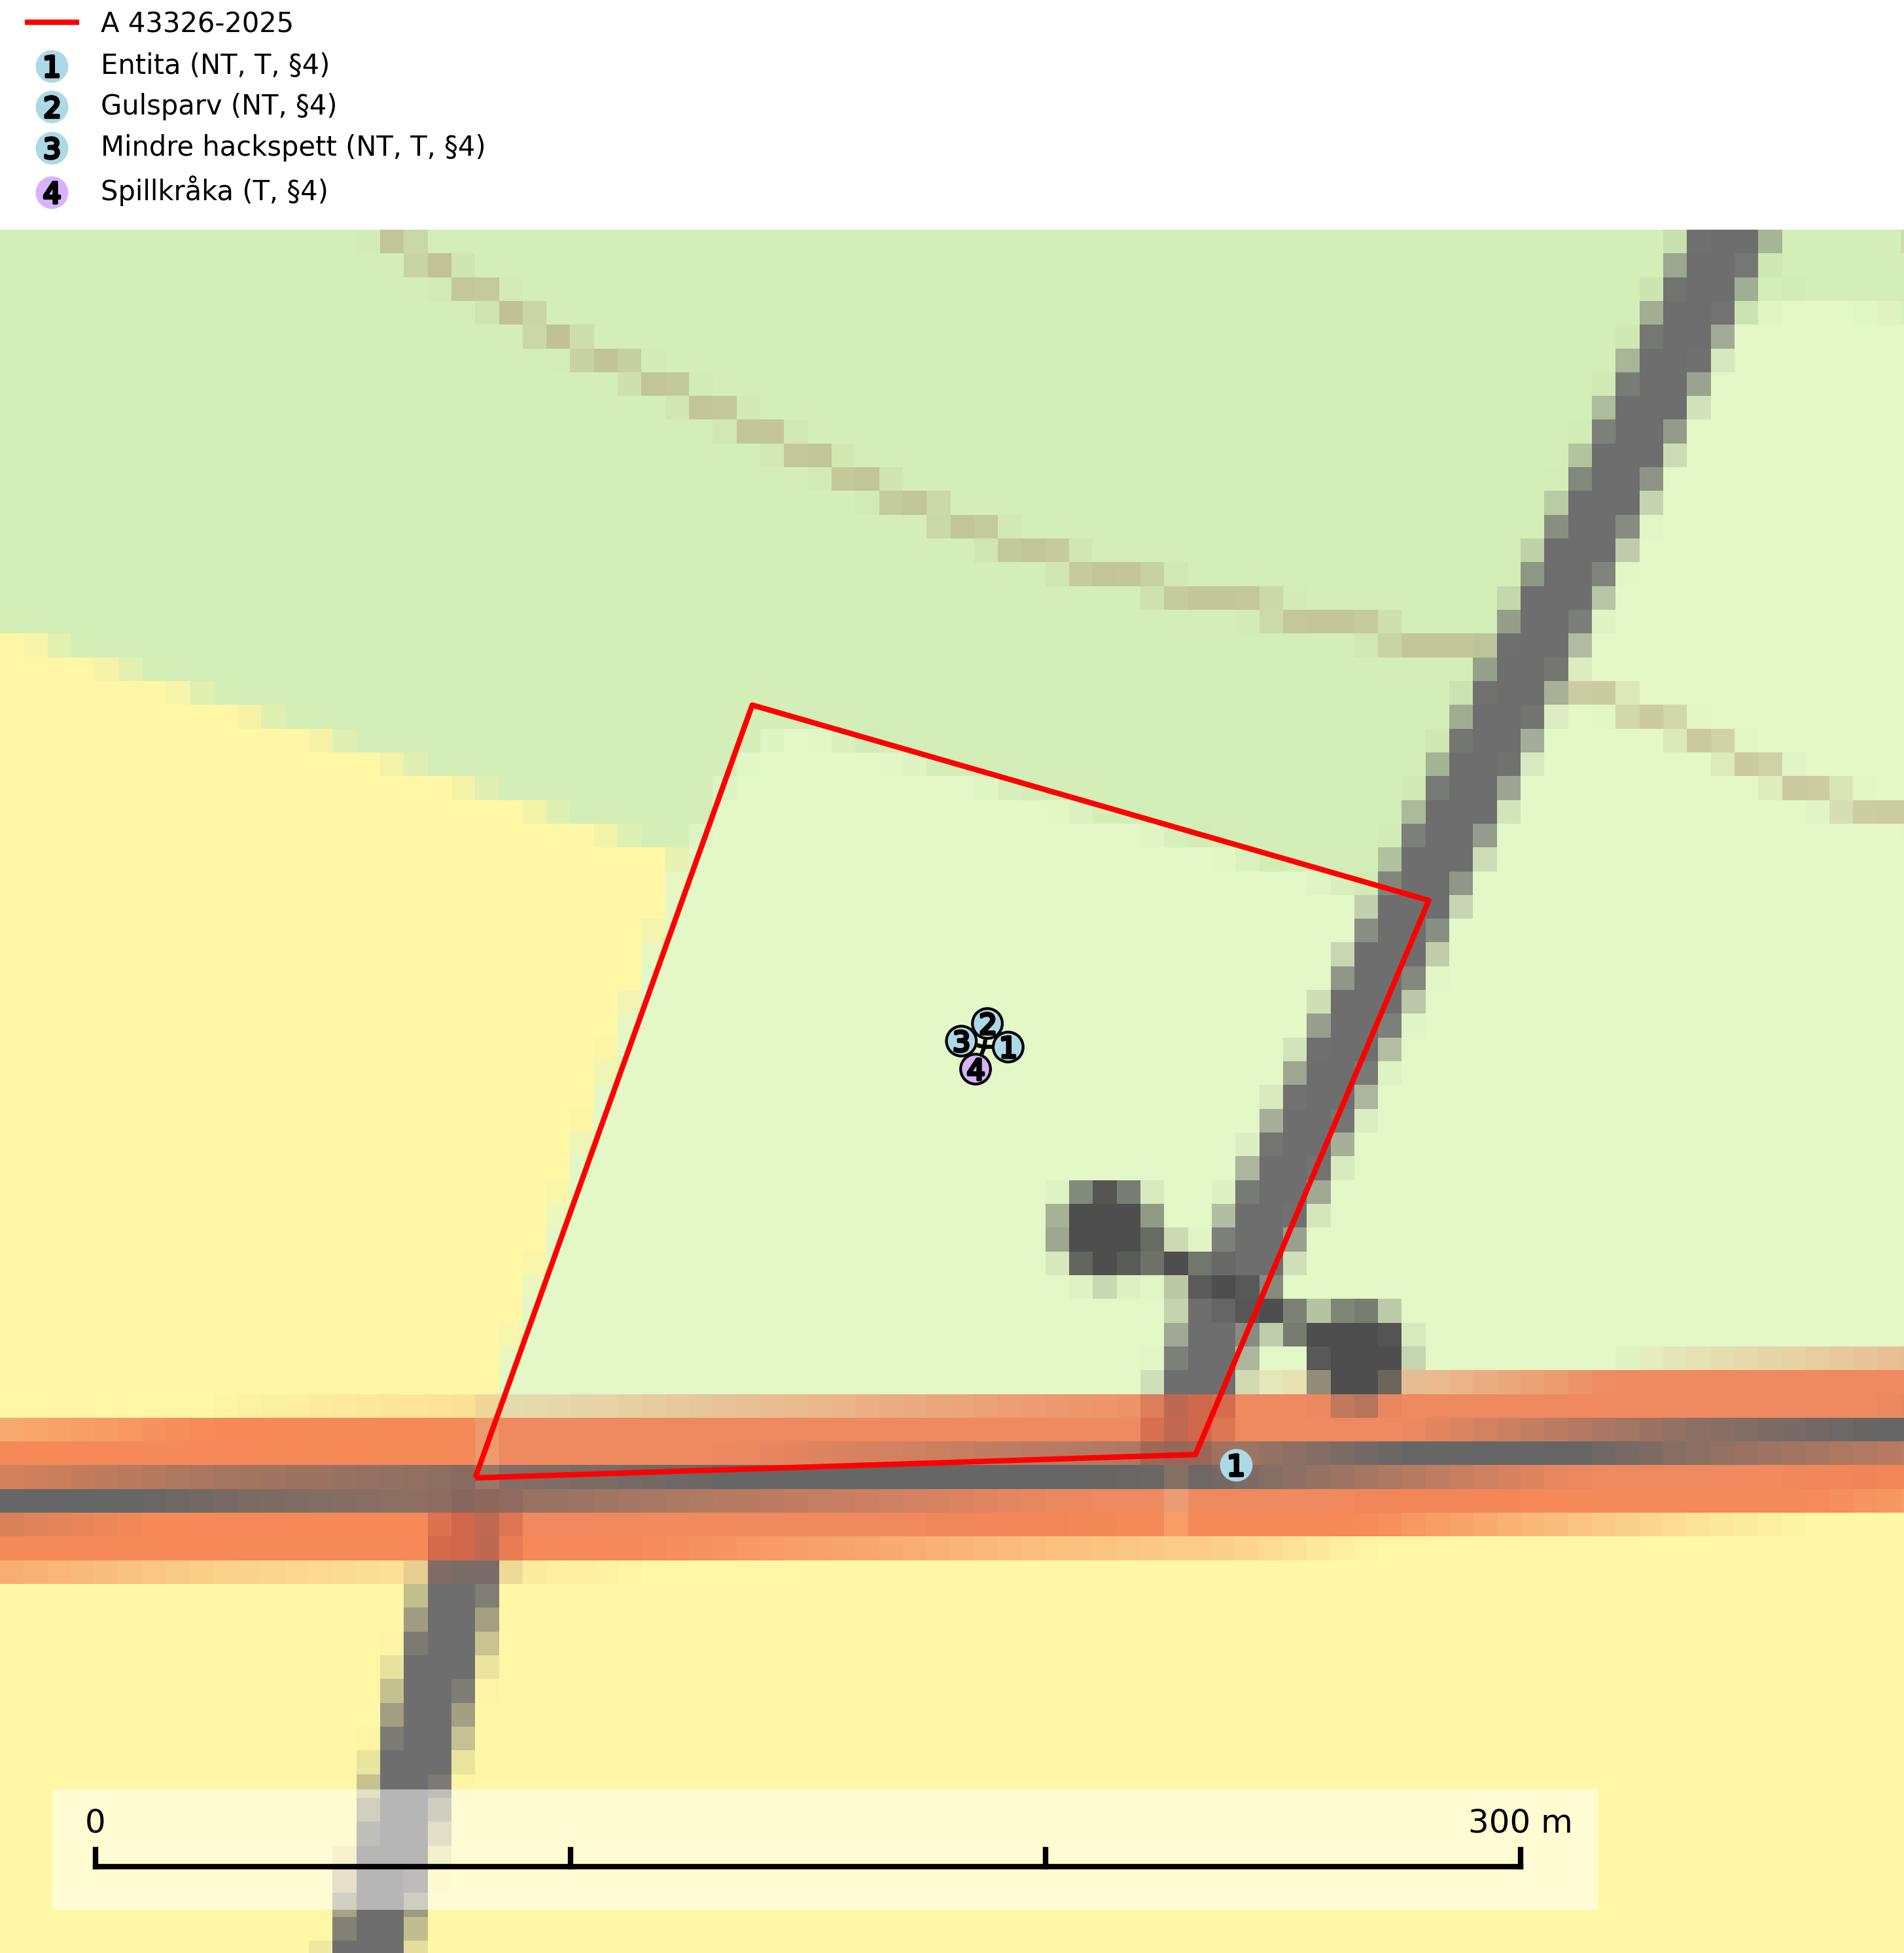 A 43326-2025
1 Entita (NT, T, §4)
2 Gulsparv (NT, §4)
3 Mindre hackspett (NT, T, §4)
4 Spillkråka (T, §4)
2
3 1
4
1
0 300 m